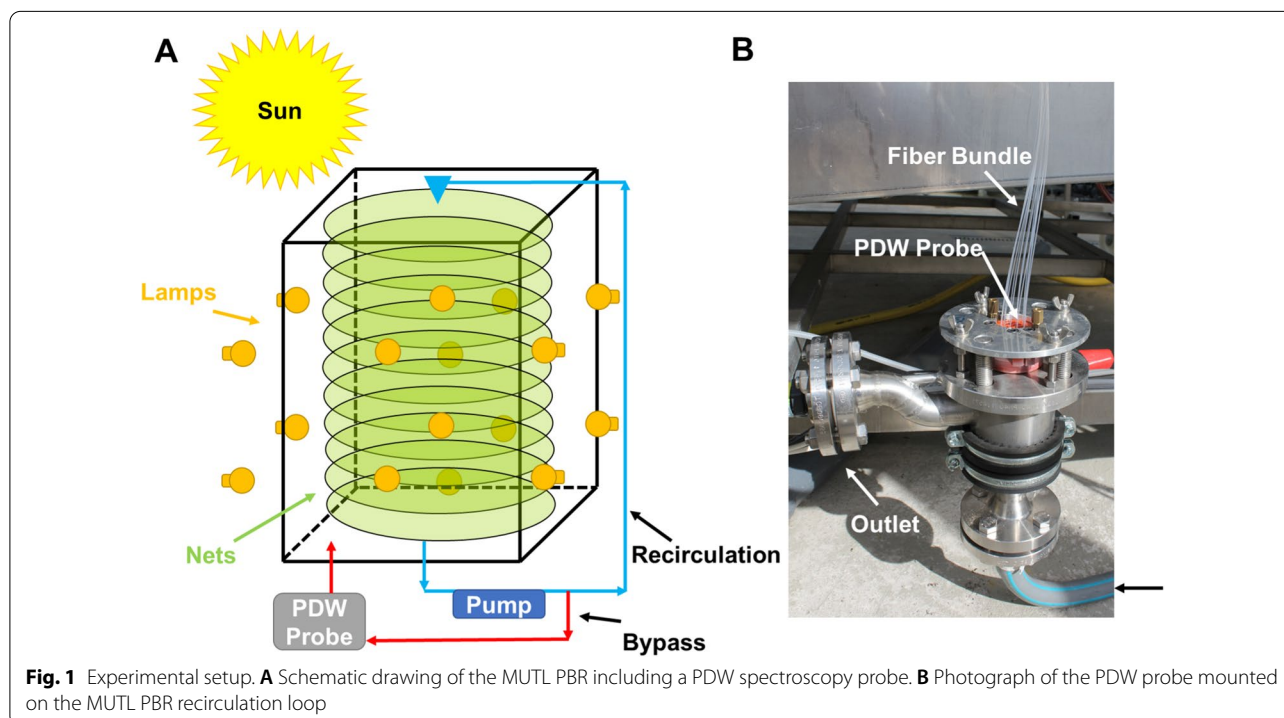 A
B
Sun
Fiber Bundle
PDW Probe
Lamps
Nets
Outlet
Recirculation
PDW
Probe
Pump
Bypass
Fig. 1 Experimental setup. A Schematic drawing of the MUTL PBR including a PDW spectroscopy probe. B Photograph of the PDW probe mounted
on the MUTL PBR recirculation loop